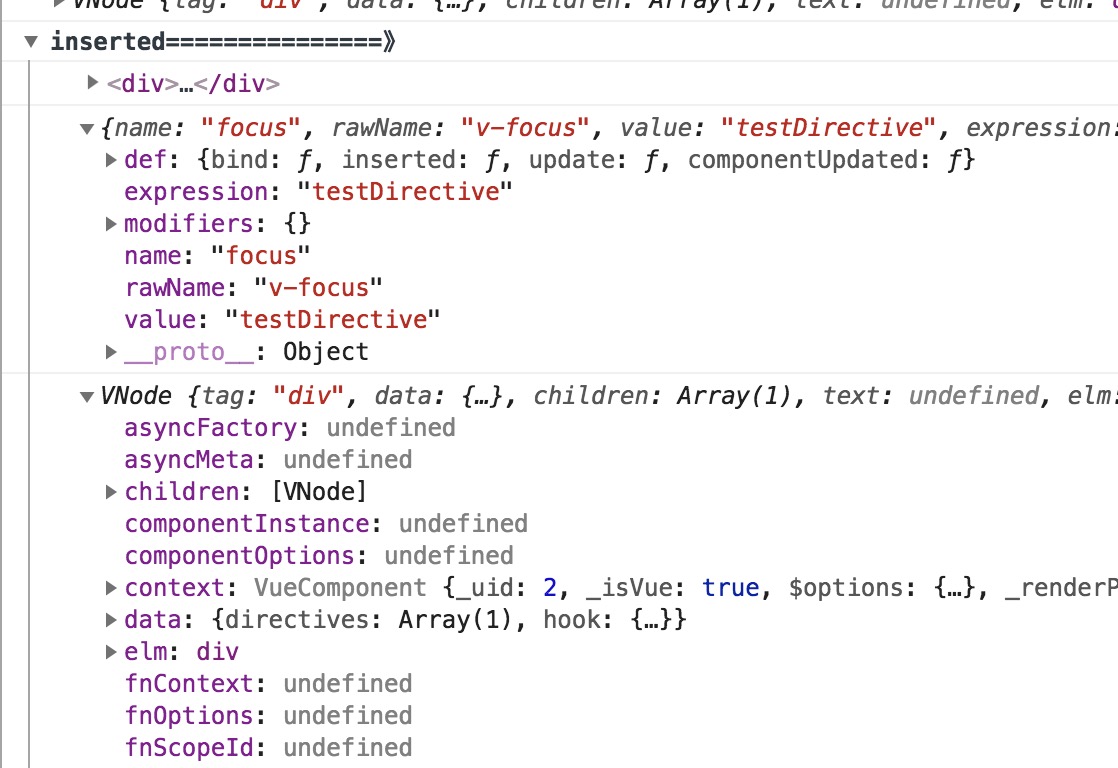 VNode {tag: "div", data: {…}, children: Array(1), text: undefined, elm:
inserted===============》
<div>…</div>
{name: "focus", rawName: "v-focus", value: "testDirective", expression:
def: {bind: ƒ, inserted: ƒ, update: ƒ, componentUpdated: ƒ}
expression: "testDirective"
modifiers: {}
name: "focus"
rawName: "v-focus"
value: "testDirective"
__proto__: Object
VNode {tag: "div", data: {…}, children: Array(1), text: undefined, elm:
asyncFactory: undefined
asyncMeta: undefined
children: [VNode]
componentInstance: undefined
componentOptions: undefined
context: VueComponent {_uid: 2, _isVue: true, $options: {…}, _renderP
data: {directives: Array(1), hook: {…}}
elm: div
fnContext: undefined
fnOptions: undefined
fnScopeId: undefined